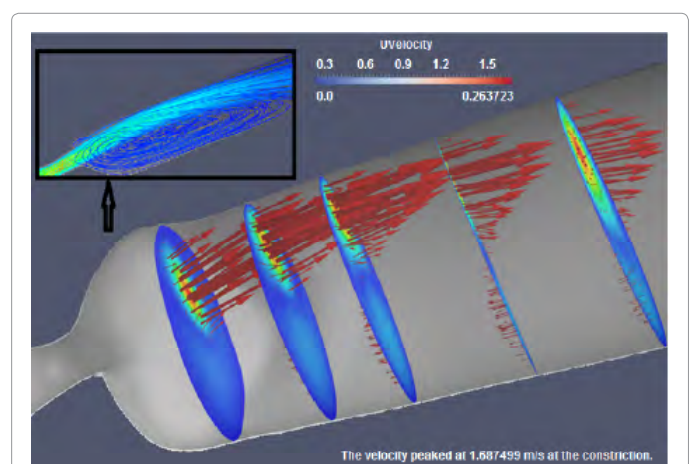 UVelocity
0.3 0.6 0.9 1.2 1.5
0.0 0.263723
The velocity peaked at 1.687499 m/s at the constriction.